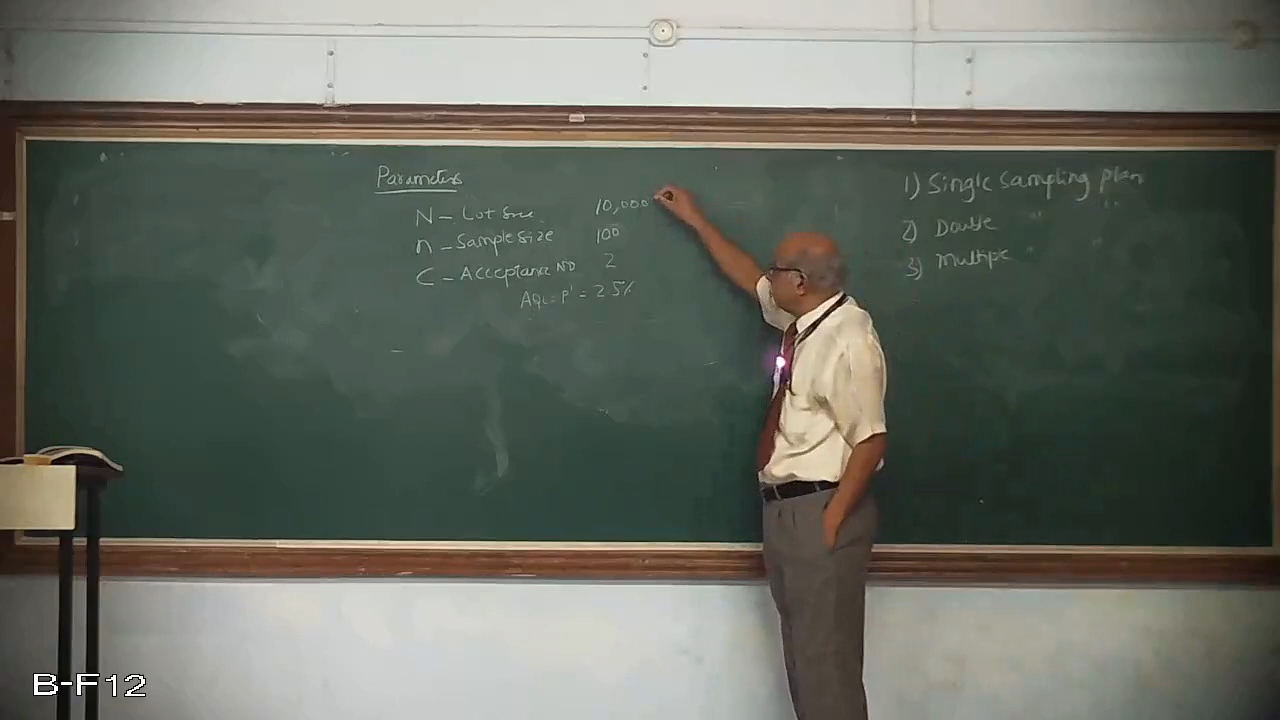 Parameters
N - Lot Size 10,000
n - Sample Size 100
C - Acceptance No 2
AQL = P' = 2.5%
1) Single Sampling Plan
2) Double " "
3) Multiple " "
B-F12